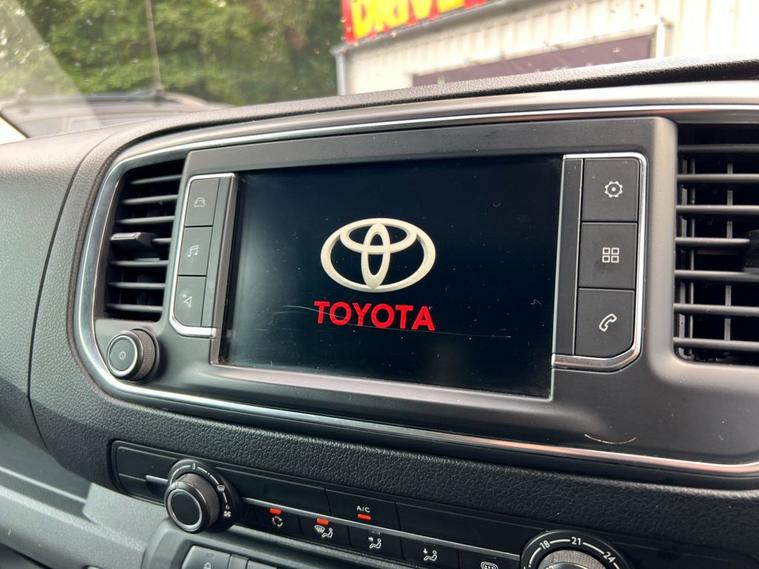 DRIVE
TOYOTA
A/C
18 21 24